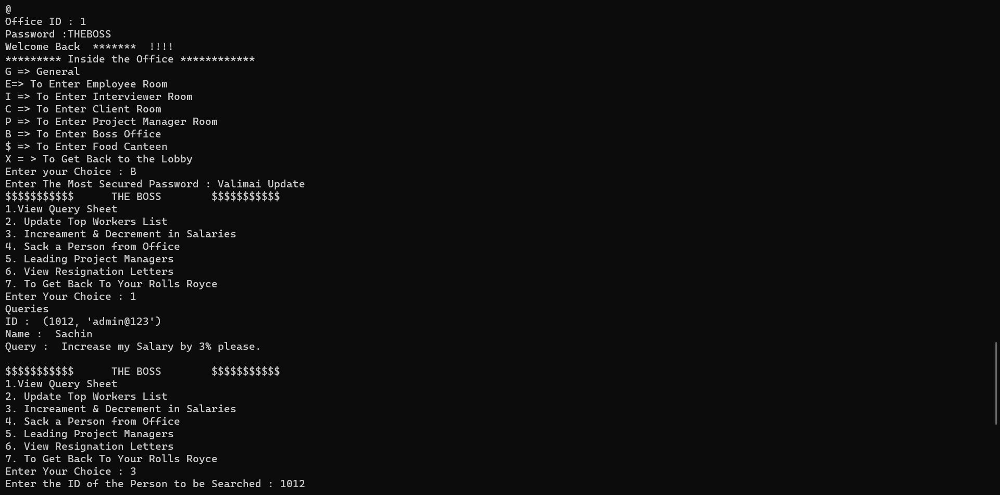 @
Office ID : 1
Password :THEBOSS
Welcome Back  *******  !!!!
********* Inside the Office ************
G => General
E=> To Enter Employee Room
I => To Enter Interviewer Room
C => To Enter Client Room
P => To Enter Project Manager Room
B => To Enter Boss Office
$ => To Enter Food Canteen
X = > To Get Back to the Lobby
Enter your Choice : B
Enter The Most Secured Password : Valimai Update
$$$$$$$$$$$      THE BOSS        $$$$$$$$$$$
1.View Query Sheet
2. Update Top Workers List
3. Increament & Decrement in Salaries
4. Sack a Person from Office
5. Leading Project Managers
6. View Resignation Letters
7. To Get Back To Your Rolls Royce
Enter Your Choice : 1
Queries
ID :  (1012, 'admin@123')
Name :  Sachin
Query :  Increase my Salary by 3% please.

$$$$$$$$$$$      THE BOSS        $$$$$$$$$$$
1.View Query Sheet
2. Update Top Workers List
3. Increament & Decrement in Salaries
4. Sack a Person from Office
5. Leading Project Managers
6. View Resignation Letters
7. To Get Back To Your Rolls Royce
Enter Your Choice : 3
Enter the ID of the Person to be Searched : 1012